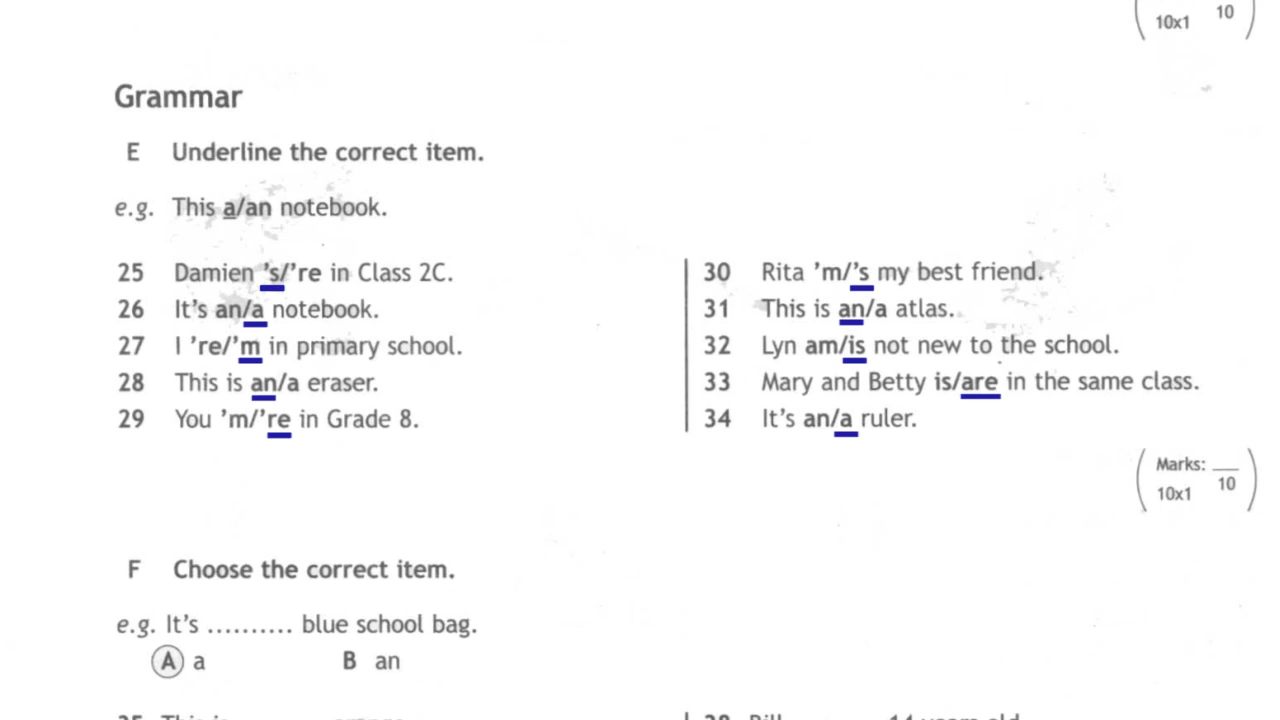 10x1 10
Grammar
E Underline the correct item.
e.g. This a/an notebook.
25 Damien 's/'re in Class 2C.
26 It's an/a notebook.
27 I 're/'m in primary school.
28 This is an/a eraser.
29 You 'm/'re in Grade 8.
30 Rita 'm/'s my best friend.
31 This is an/a atlas.
32 Lyn am/is not new to the school.
33 Mary and Betty is/are in the same class.
34 It's an/a ruler.
Marks: __
10x1 10
F Choose the correct item.
e.g. It's .......... blue school bag.
A a B an